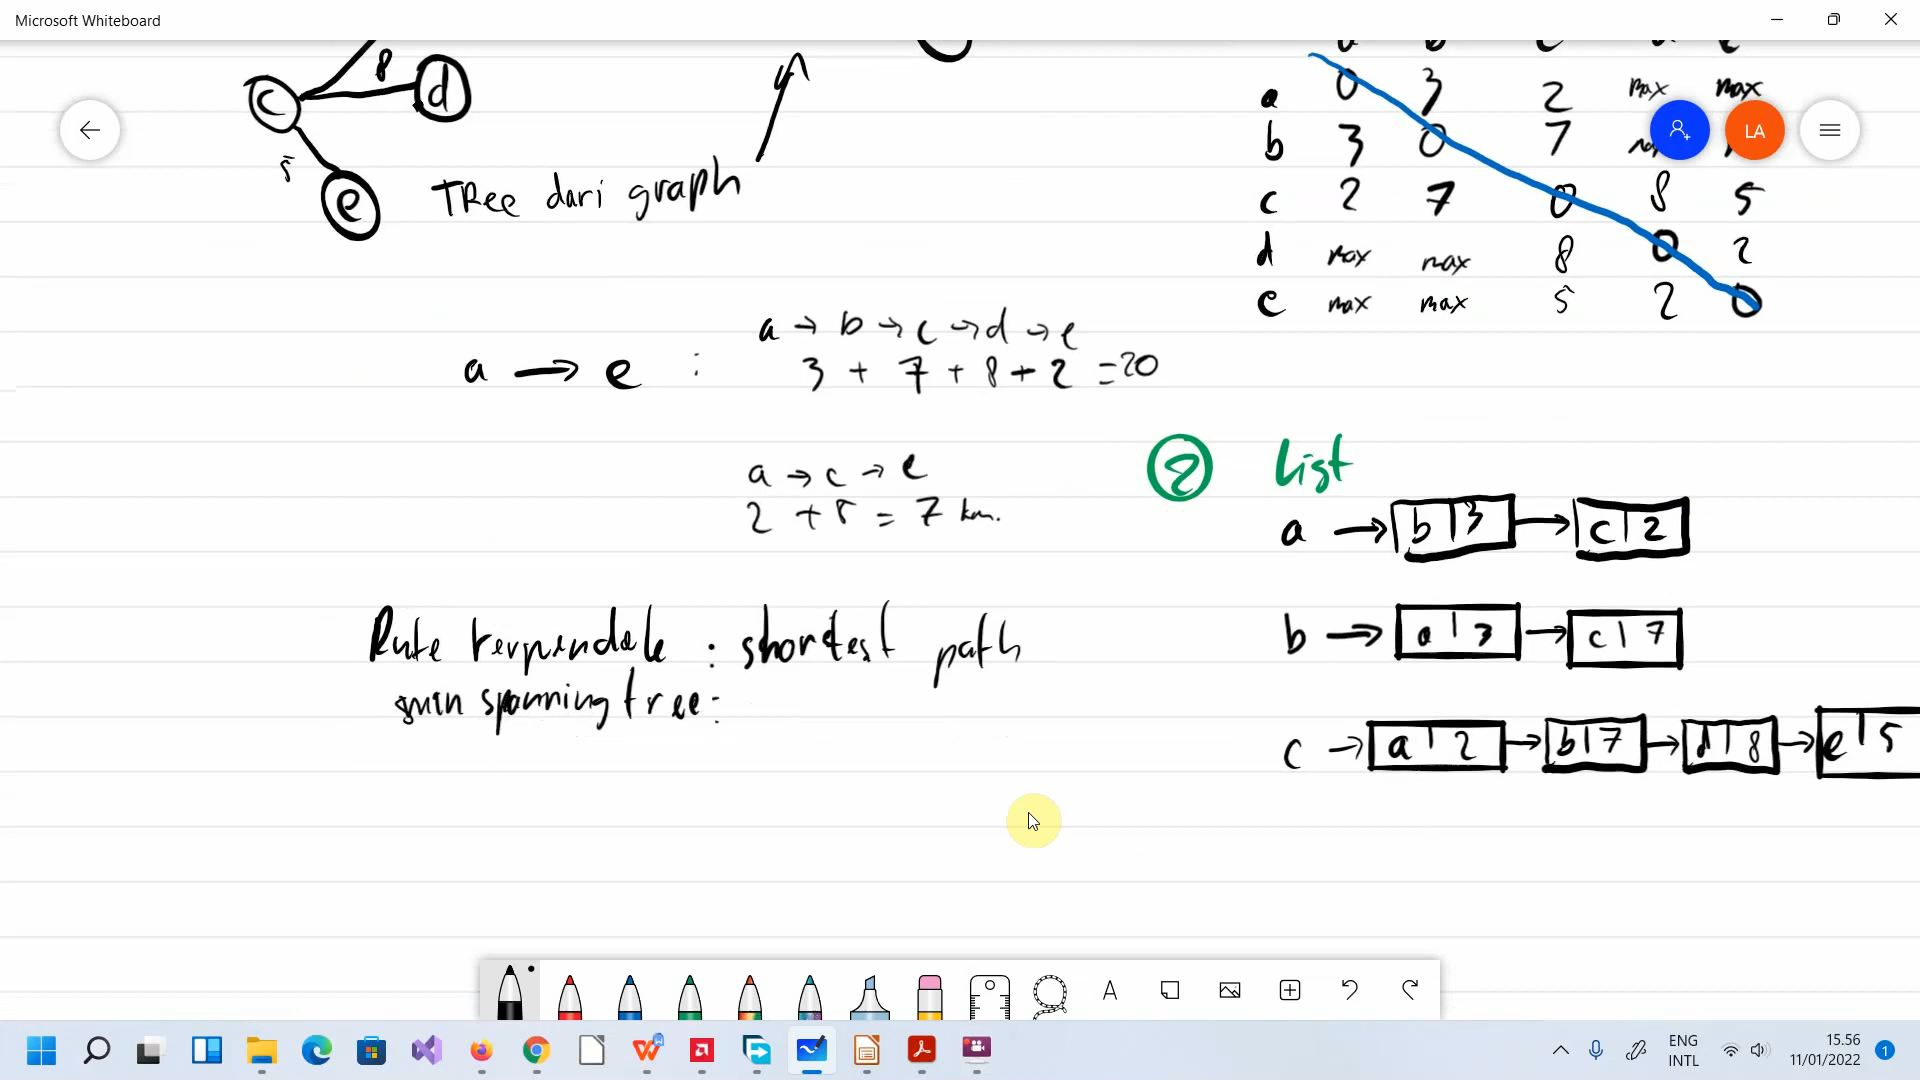 Microsoft Whiteboard
8
c
d
5
e
TRee dari graph
a 0 3 2 max max
b 3 0 7
c 2 7 0 8 5
d max max 8 0 2
e max max 5 2 0
LA
a → e :
a → b → c → d → e
3 + 7 + 8 + 2 = 20
a → c → e
2 + 5 = 7 km.
Rute terpendek : shortest path
min spanning tree:
2 List
a → b | 3 → c | 2
b → a | 3 → c | 7
c → a | 2 → b | 7 → d | 8 → e | 5
A
ENG
INTL
15.56
11/01/2022
1